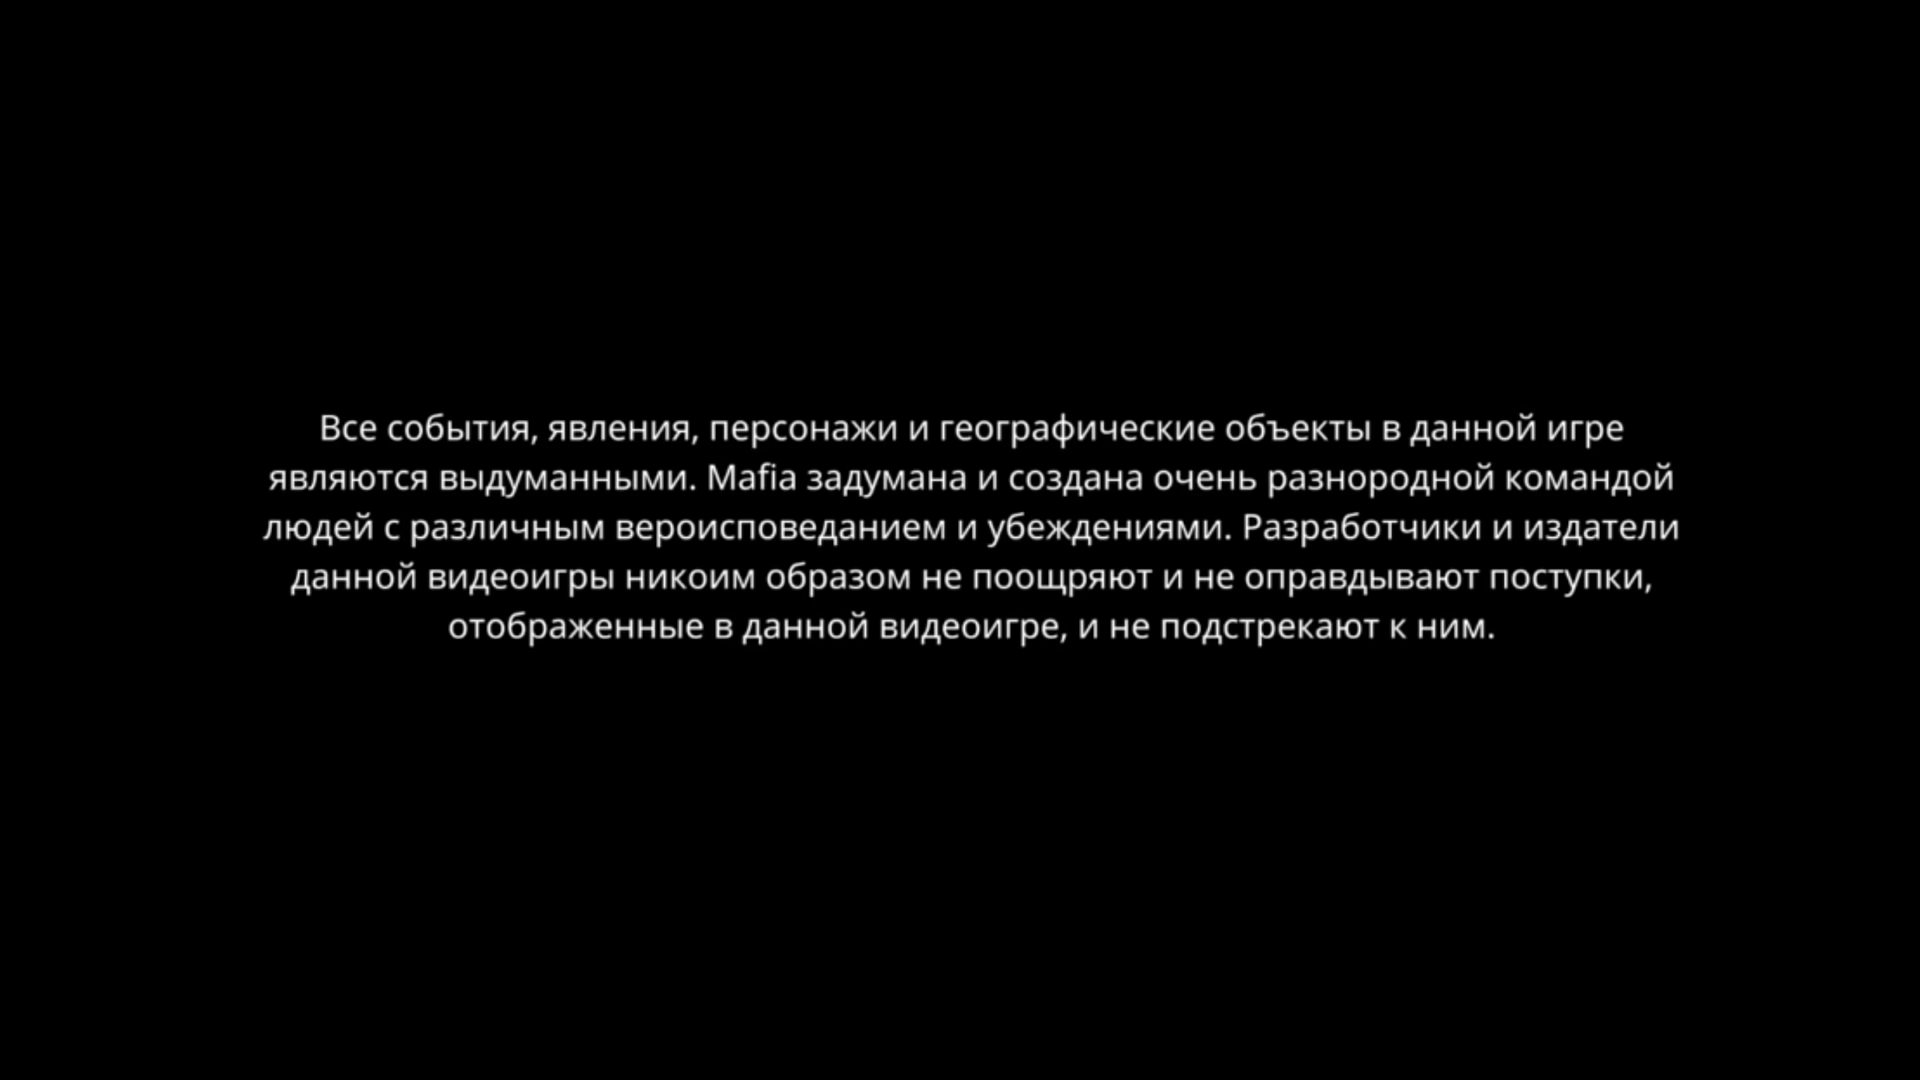 Все события, явления, персонажи и географические объекты в данной игре
являются выдуманными. Mafia задумана и создана очень разнородной командой
людей с различным вероисповеданием и убеждениями. Разработчики и издатели
данной видеоигры никоим образом не поощряют и не оправдывают поступки,
отображенные в данной видеоигре, и не подстрекают к ним.